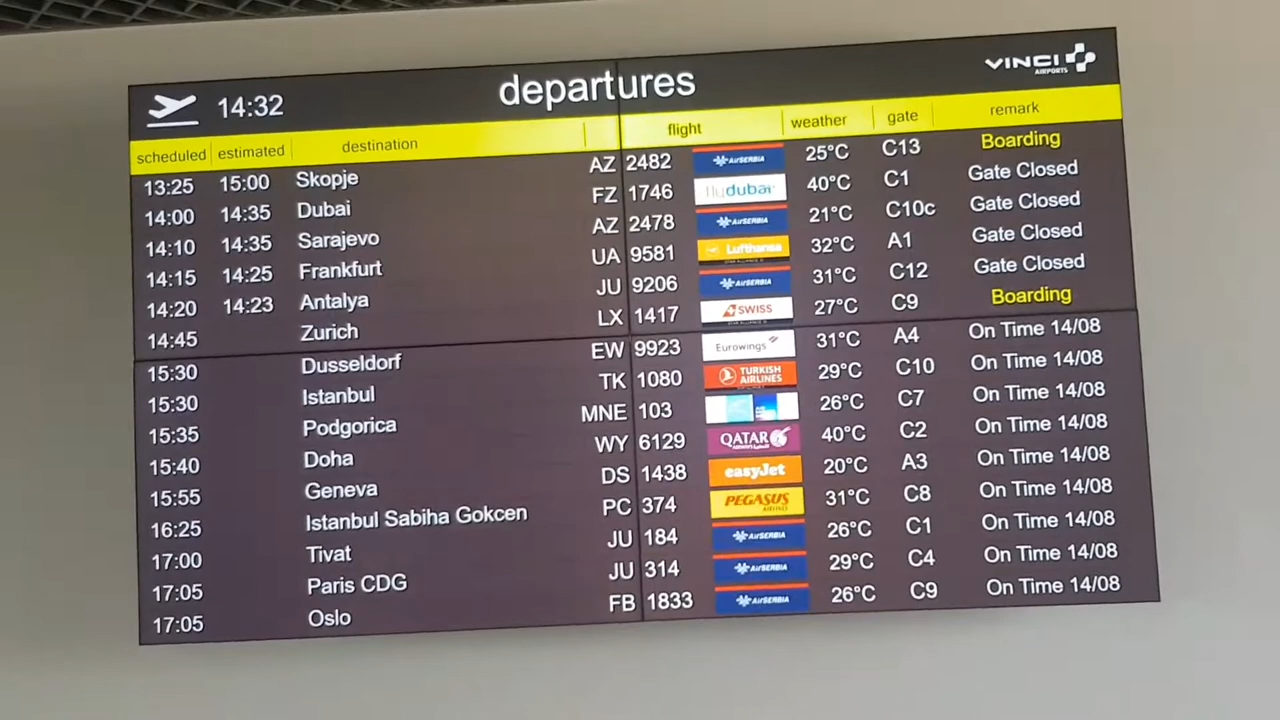 14:32 departures VINCI AIRPORTS
scheduled estimated destination flight weather gate remark
13:25 15:00 Skopje AZ 2482 AirSERBIA 25°C C13 Boarding
14:00 14:35 Dubai FZ 1746 flydubai 40°C C1 Gate Closed
14:10 14:35 Sarajevo AZ 2478 AirSERBIA 21°C C10c Gate Closed
14:15 14:25 Frankfurt UA 9581 Lufthansa 32°C A1 Gate Closed
14:20 14:23 Antalya JU 9206 AirSERBIA 31°C C12 Gate Closed
14:45 Zurich LX 1417 SWISS 27°C C9 Boarding
15:30 Dusseldorf EW 9923 Eurowings 31°C A4 On Time 14/08
15:30 Istanbul TK 1080 TURKISH AIRLINES 29°C C10 On Time 14/08
15:35 Podgorica MNE 103 26°C C7 On Time 14/08
15:40 Doha WY 6129 QATAR 40°C C2 On Time 14/08
15:55 Geneva DS 1438 easyJet 20°C A3 On Time 14/08
16:25 Istanbul Sabiha Gokcen PC 374 PEGASUS AIRLINES 31°C C8 On Time 14/08
17:00 Tivat JU 184 AirSERBIA 26°C C1 On Time 14/08
17:05 Paris CDG JU 314 AirSERBIA 29°C C4 On Time 14/08
17:05 Oslo FB 1833 AirSERBIA 26°C C9 On Time 14/08